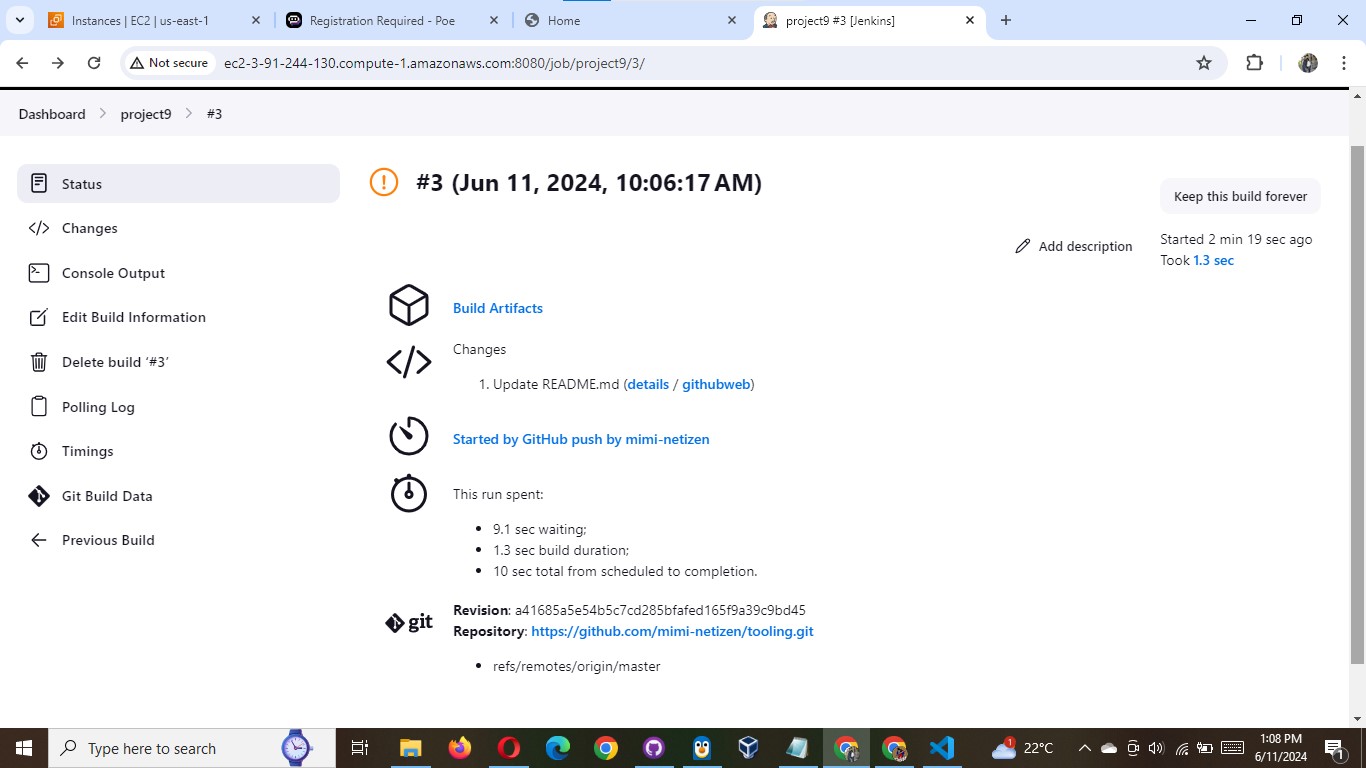 Instances | EC2 | us-east-1
Registration Required - Poe
Home
project9 #3 [Jenkins]
Not secure
ec2-3-91-244-130.compute-1.amazonaws.com:8080/job/project9/3/
Dashboard
project9
#3
Status
Changes
Console Output
Edit Build Information
Delete build ‘#3’
Polling Log
Timings
Git Build Data
Previous Build
#3 (Jun 11, 2024, 10:06:17 AM)
Keep this build forever
Add description
Started 2 min 19 sec ago
Took 1.3 sec
Build Artifacts
Changes
1. Update README.md (details / githubweb)
Started by GitHub push by mimi-netizen
This run spent:
9.1 sec waiting;
1.3 sec build duration;
10 sec total from scheduled to completion.
git
Revision: a41685a5e54b5c7cd285bfafed165f9a39c9bd45
Repository: https://github.com/mimi-netizen/tooling.git
refs/remotes/origin/master
Type here to search
1
22°C
1:08 PM
6/11/2024
1